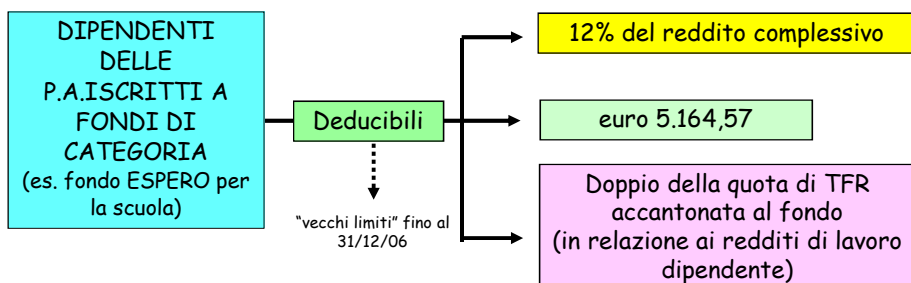 DIPENDENTI
DELLE
P.A.ISCRITTI A
FONDI DI
CATEGORIA
(es. fondo ESPERO per
la scuola)
Deducibili
"vecchi limiti" fino al
31/12/06
12% del reddito complessivo
euro 5.164,57
Doppio della quota di TFR
accantonata al fondo
(in relazione ai redditi di lavoro
dipendente)